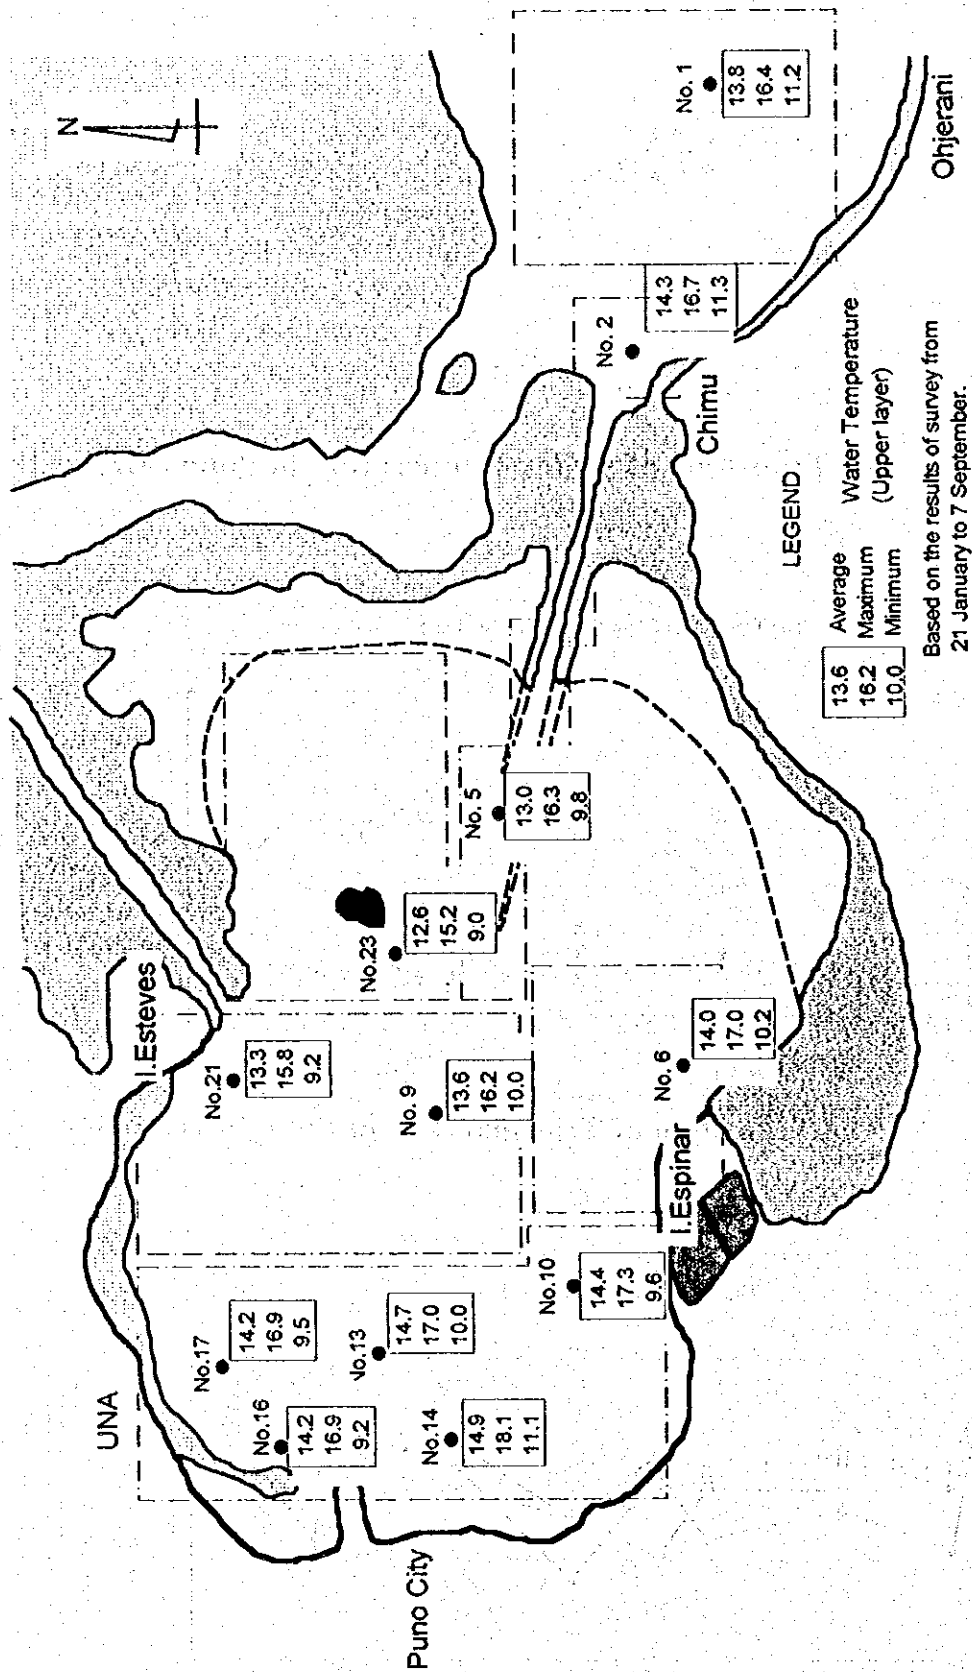 N
UNA
Puno City
I.Esteves
I.Espinar
Chimu
Ohjerani
No.17
14.2
16.9
9.5
No.16
14.2
16.9
9.2
No.13
14.7
17.0
10.0
No.14
14.9
18.1
11.1
No.10
14.4
17.3
9.6
No.21
13.3
15.8
9.2
No. 9
13.6
16.2
10.0
No. 6
14.0
17.0
10.2
No.23
12.6
15.2
9.0
No. 5
13.0
16.3
9.8
No. 2
14.3
16.7
11.3
No. 1
13.8
16.4
11.2
LEGEND
13.6 Average
16.2 Maximum Water Temperature
10.0 Minimum (Upper layer)
Based on the results of survey from
21 January to 7 September.